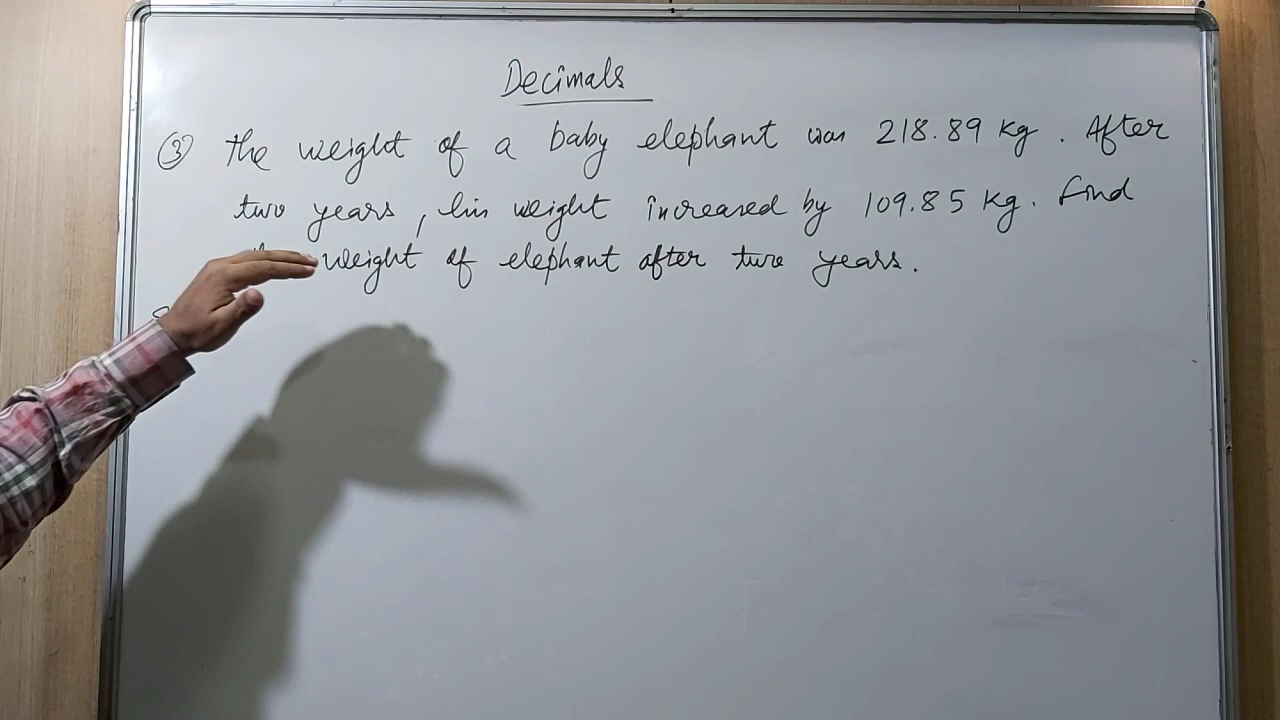 Decimals
③ The weight of a baby elephant was 218.89 kg. After
two years, his weight increased by 109.85 kg. Find
weight of elephant after two years.